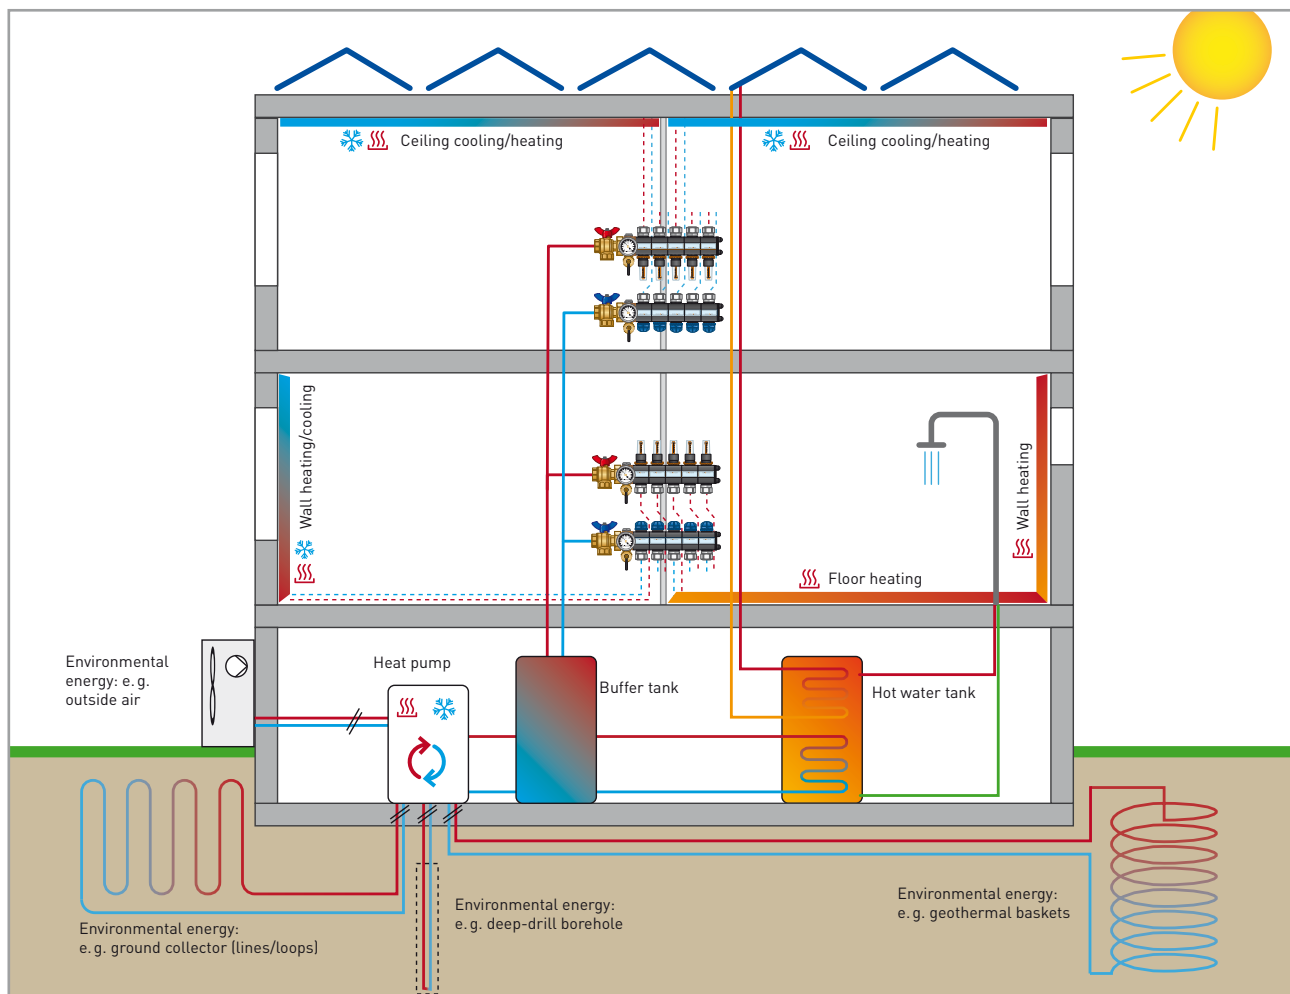 Ceiling cooling/heating
Ceiling cooling/heating
Wall heating/cooling
Wall heating
Floor heating
Environmental
energy: e. g.
outside air
Heat pump
Buffer tank
Hot water tank
Environmental energy:
e. g. ground collector (lines/loops)
Environmental energy:
e. g. deep-drill borehole
Environmental energy:
e. g. geothermal baskets